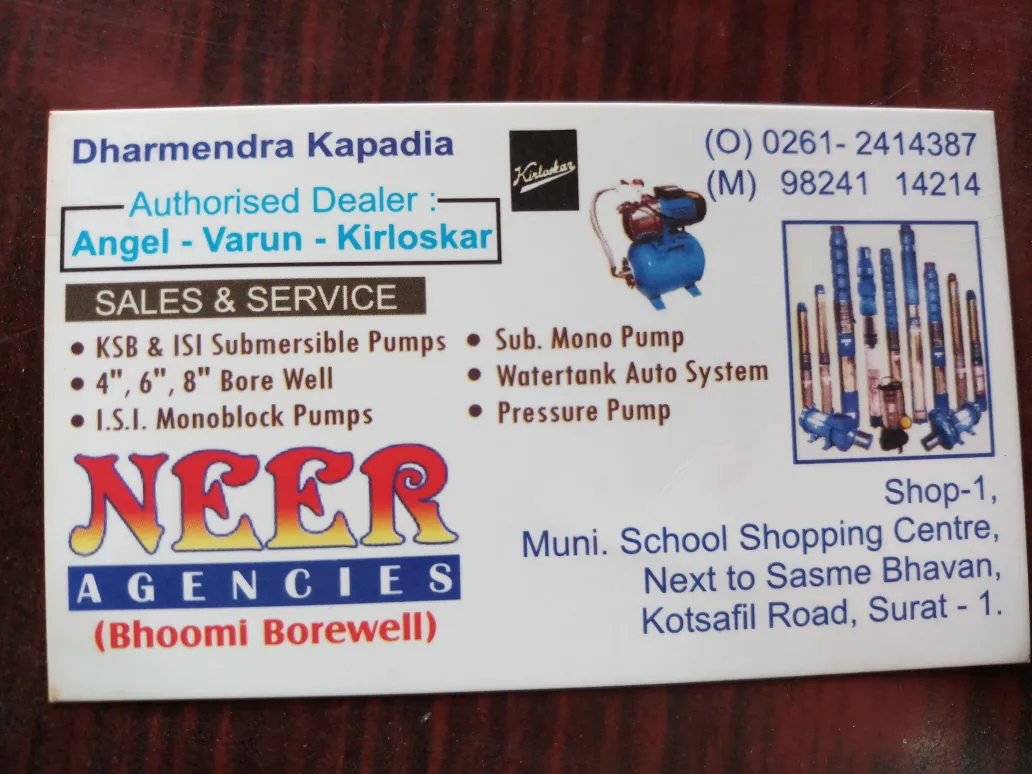 Dharmendra Kapadia
Authorised Dealer :
Angel - Varun - Kirloskar
Kirloskar
(O) 0261- 2414387
(M) 98241 14214
SALES & SERVICE
• KSB & ISI Submersible Pumps
• 4", 6", 8" Bore Well
• I.S.I. Monoblock Pumps
• Sub. Mono Pump
• Watertank Auto System
• Pressure Pump
NEER
AGENCIES
(Bhoomi Borewell)
Shop-1,
Muni. School Shopping Centre,
Next to Sasme Bhavan,
Kotsafil Road, Surat - 1.